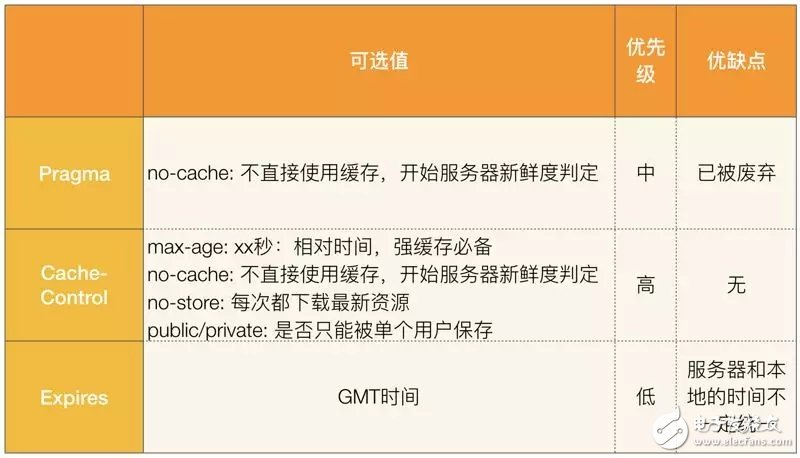 可选值
优先
级
优缺点
Pragma
no-cache: 不直接使用缓存，开始服务器新鲜度判定
中
已被废弃
Cache-
Control
max-age: xx秒：相对时间，强缓存必备
no-cache: 不直接使用缓存，开始服务器新鲜度判定
no-store: 每次都下载最新资源
public/private: 是否只能被单个用户保存
高
无
Expires
GMT时间
低
服务器和本
地的时间不
一定统一
电子发烧友
www.elecfans.com